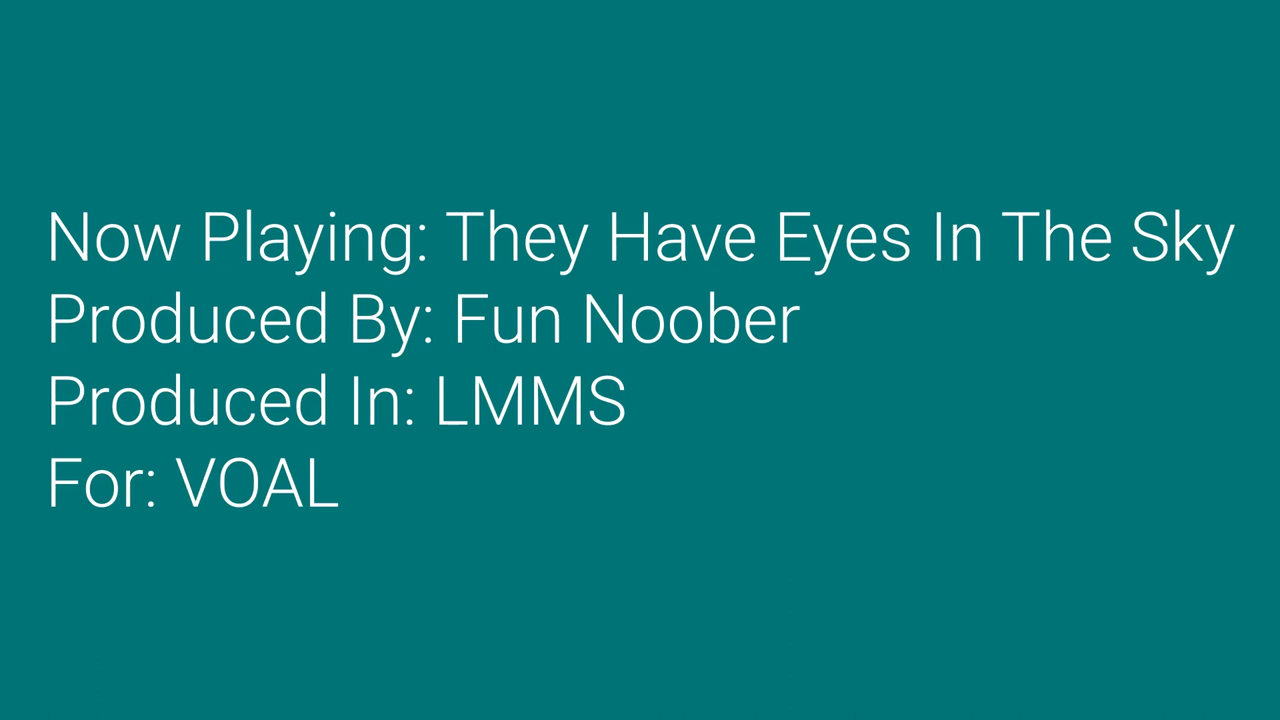 Now Playing: They Have Eyes In The Sky
Produced By: Fun Noober
Produced In: LMMS
For: VOAL